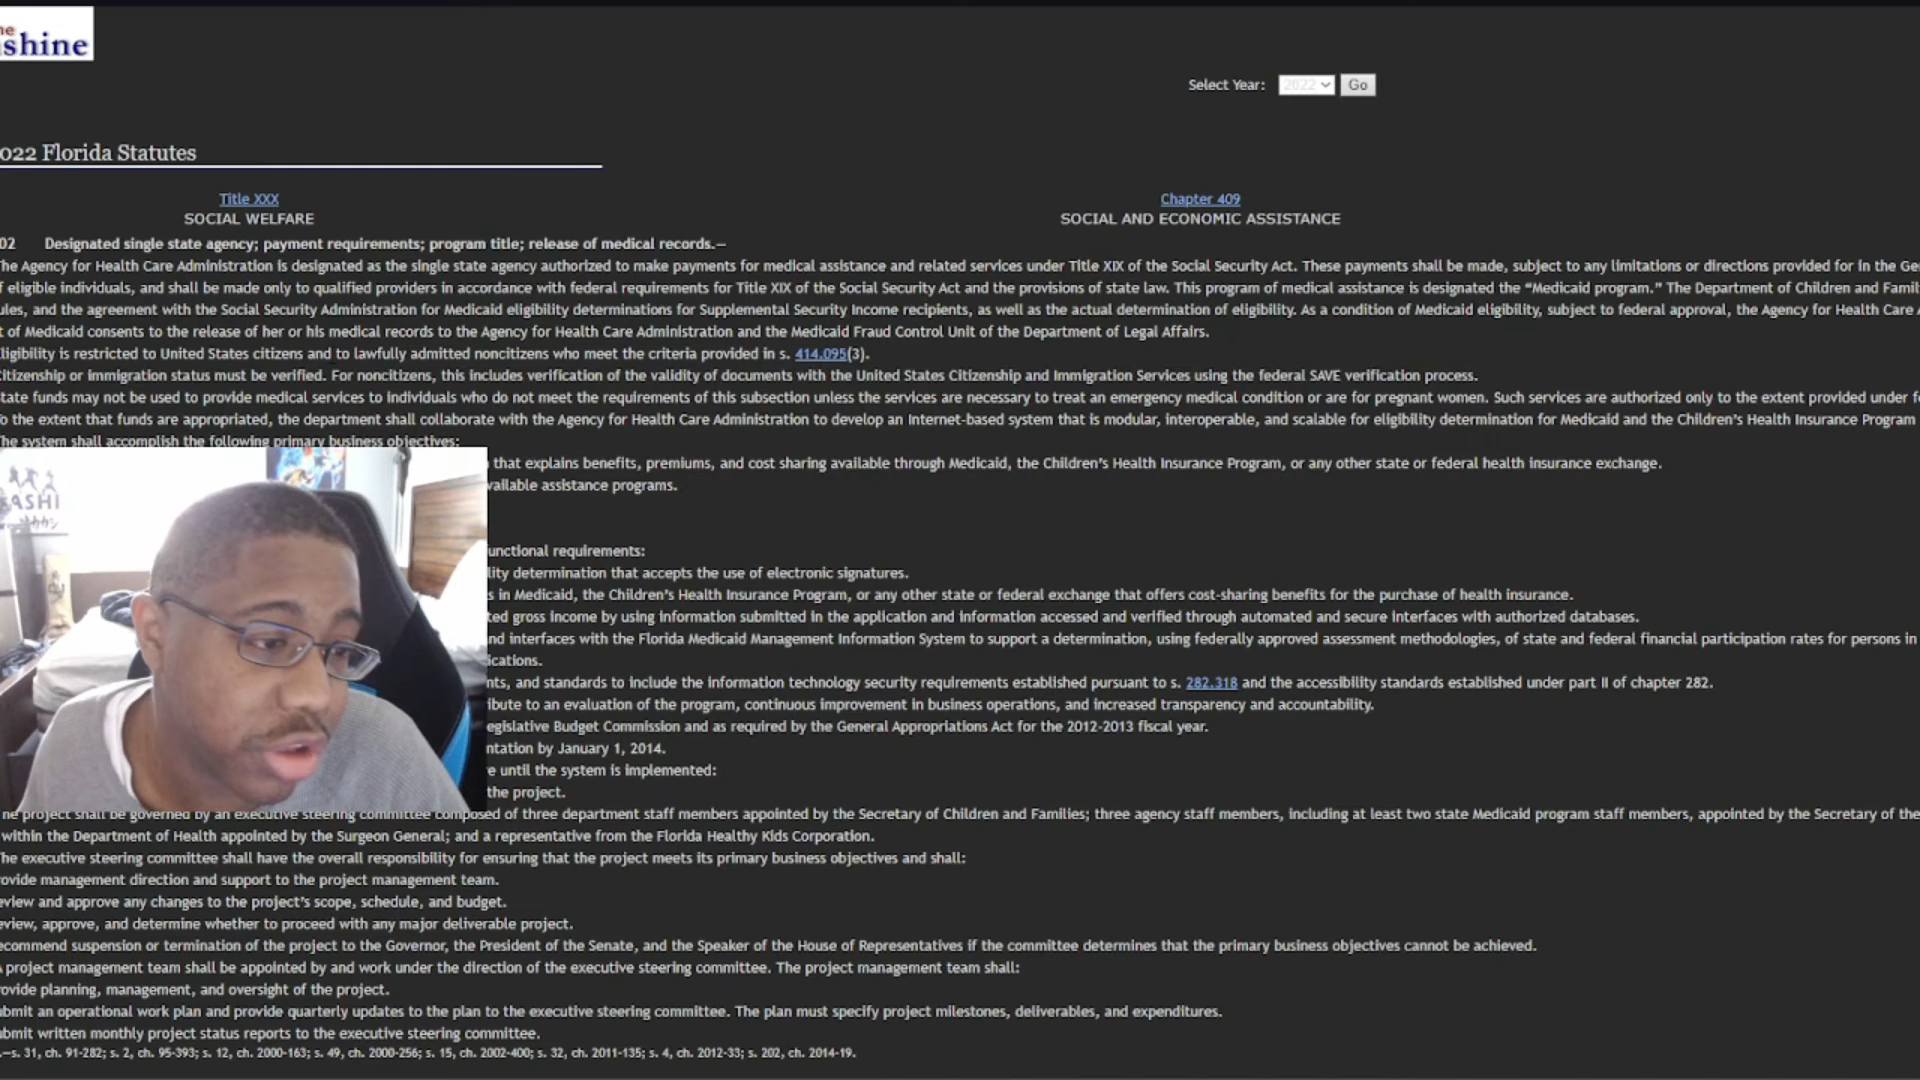 he
shine
Select Year: 2022 Go
022 Florida Statutes
Title XXX
SOCIAL WELFARE
Chapter 409
SOCIAL AND ECONOMIC ASSISTANCE
02 Designated single state agency; payment requirements; program title; release of medical records.—
The Agency for Health Care Administration is designated as the single state agency authorized to make payments for medical assistance and related services under Title XIX of the Social Security Act. These payments shall be made, subject to any limitations or directions provided for in the Ge
f eligible individuals, and shall be made only to qualified providers in accordance with federal requirements for Title XIX of the Social Security Act and the provisions of state law. This program of medical assistance is designated the “Medicaid program.” The Department of Children and Famil
ules, and the agreement with the Social Security Administration for Medicaid eligibility determinations for Supplemental Security Income recipients, as well as the actual determination of eligibility. As a condition of Medicaid eligibility, subject to federal approval, the Agency for Health Care A
t of Medicaid consents to the release of her or his medical records to the Agency for Health Care Administration and the Medicaid Fraud Control Unit of the Department of Legal Affairs.
ligibility is restricted to United States citizens and to lawfully admitted noncitizens who meet the criteria provided in s. 414.095(3).
itizenship or immigration status must be verified. For noncitizens, this includes verification of the validity of documents with the United States Citizenship and Immigration Services using the federal SAVE verification process.
tate funds may not be used to provide medical services to individuals who do not meet the requirements of this subsection unless the services are necessary to treat an emergency medical condition or are for pregnant women. Such services are authorized only to the extent provided under f
o the extent that funds are appropriated, the department shall collaborate with the Agency for Health Care Administration to develop an Internet-based system that is modular, interoperable, and scalable for eligibility determination for Medicaid and the Children’s Health Insurance Program
The system shall accomplish the following primary business objectives:
that explains benefits, premiums, and cost sharing available through Medicaid, the Children’s Health Insurance Program, or any other state or federal health insurance exchange.
vailable assistance programs.
ASHI
unctional requirements:
lity determination that accepts the use of electronic signatures.
s in Medicaid, the Children’s Health Insurance Program, or any other state or federal exchange that offers cost-sharing benefits for the purchase of health insurance.
ted gross income by using information submitted in the application and information accessed and verified through automated and secure interfaces with authorized databases.
nd interfaces with the Florida Medicaid Management Information System to support a determination, using federally approved assessment methodologies, of state and federal financial participation rates for persons in
ications.
nts, and standards to include the information technology security requirements established pursuant to s. 282.318 and the accessibility standards established under part II of chapter 282.
ibute to an evaluation of the program, continuous improvement in business operations, and increased transparency and accountability.
egislative Budget Commission and as required by the General Appropriations Act for the 2012-2013 fiscal year.
ntation by January 1, 2014.
e until the system is implemented:
the project.
he project shall be governed by an executive steering committee composed of three department staff members appointed by the Secretary of Children and Families; three agency staff members, including at least two state Medicaid program staff members, appointed by the Secretary of the
within the Department of Health appointed by the Surgeon General; and a representative from the Florida Healthy Kids Corporation.
The executive steering committee shall have the overall responsibility for ensuring that the project meets its primary business objectives and shall:
ovide management direction and support to the project management team.
eview and approve any changes to the project’s scope, schedule, and budget.
eview, approve, and determine whether to proceed with any major deliverable project.
ecommend suspension or termination of the project to the Governor, the President of the Senate, and the Speaker of the House of Representatives if the committee determines that the primary business objectives cannot be achieved.
A project management team shall be appointed by and work under the direction of the executive steering committee. The project management team shall:
ovide planning, management, and oversight of the project.
ubmit an operational work plan and provide quarterly updates to the plan to the executive steering committee. The plan must specify project milestones, deliverables, and expenditures.
ubmit written monthly project status reports to the executive steering committee.
.—s. 31, ch. 91-282; s. 2, ch. 95-393; s. 12, ch. 2000-163; s. 49, ch. 2000-256; s. 15, ch. 2002-400; s. 32, ch. 2011-135; s. 4, ch. 2012-33; s. 202, ch. 2014-19.